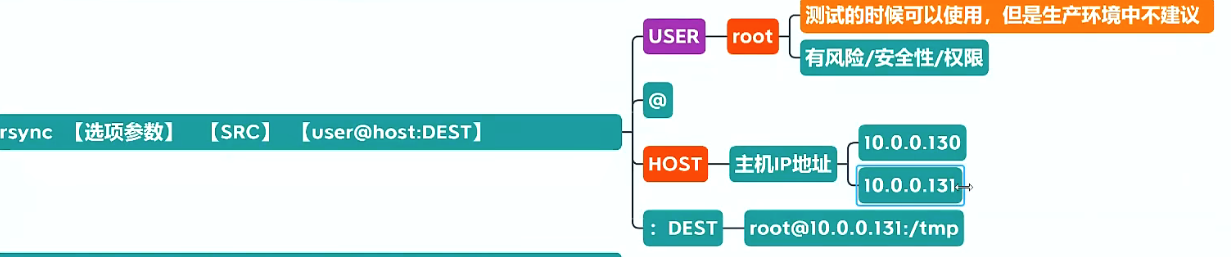 测试的时候可以使用，但是生产环境中不建议
USER
root
有风险/安全性/权限
@
rsync 【选项参数】 【SRC】 【user@host:DEST】
HOST
主机IP地址
10.0.0.130
10.0.0.131
：DEST
root@10.0.0.131:/tmp